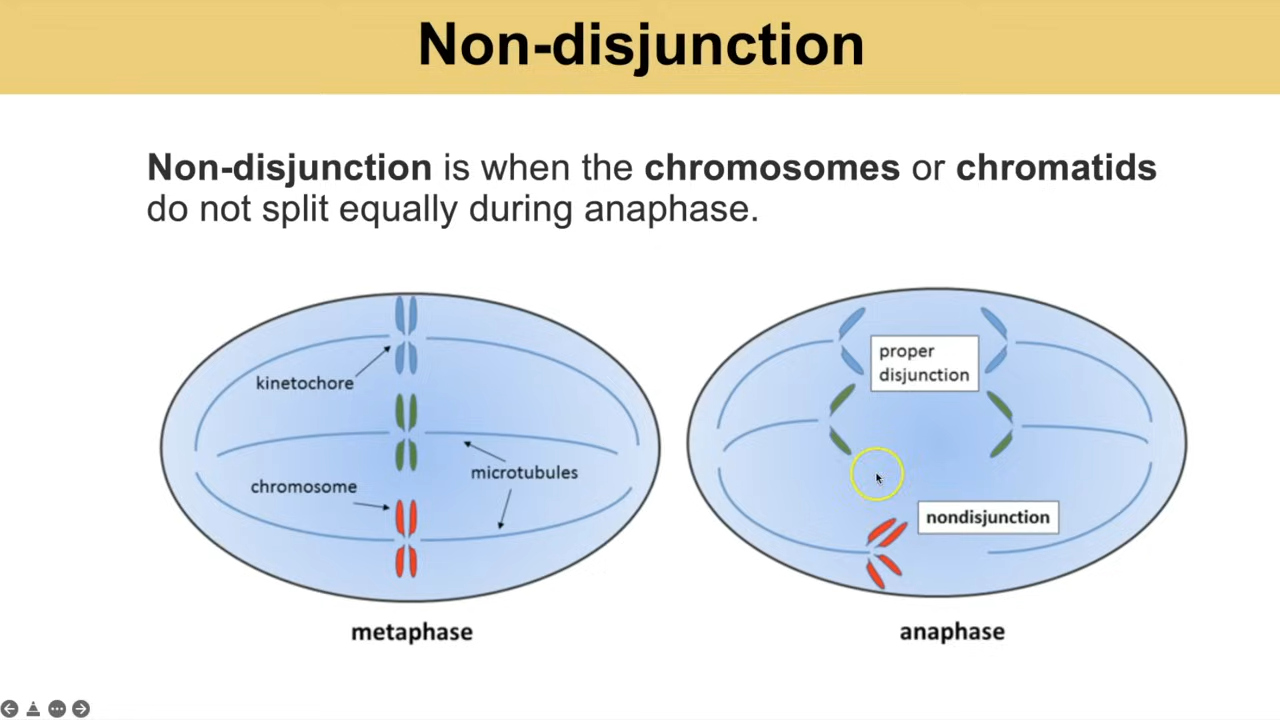 Non-disjunction
Non-disjunction is when the chromosomes or chromatids
do not split equally during anaphase.
kinetochore
chromosome
microtubules
metaphase
proper
disjunction
nondisjunction
anaphase